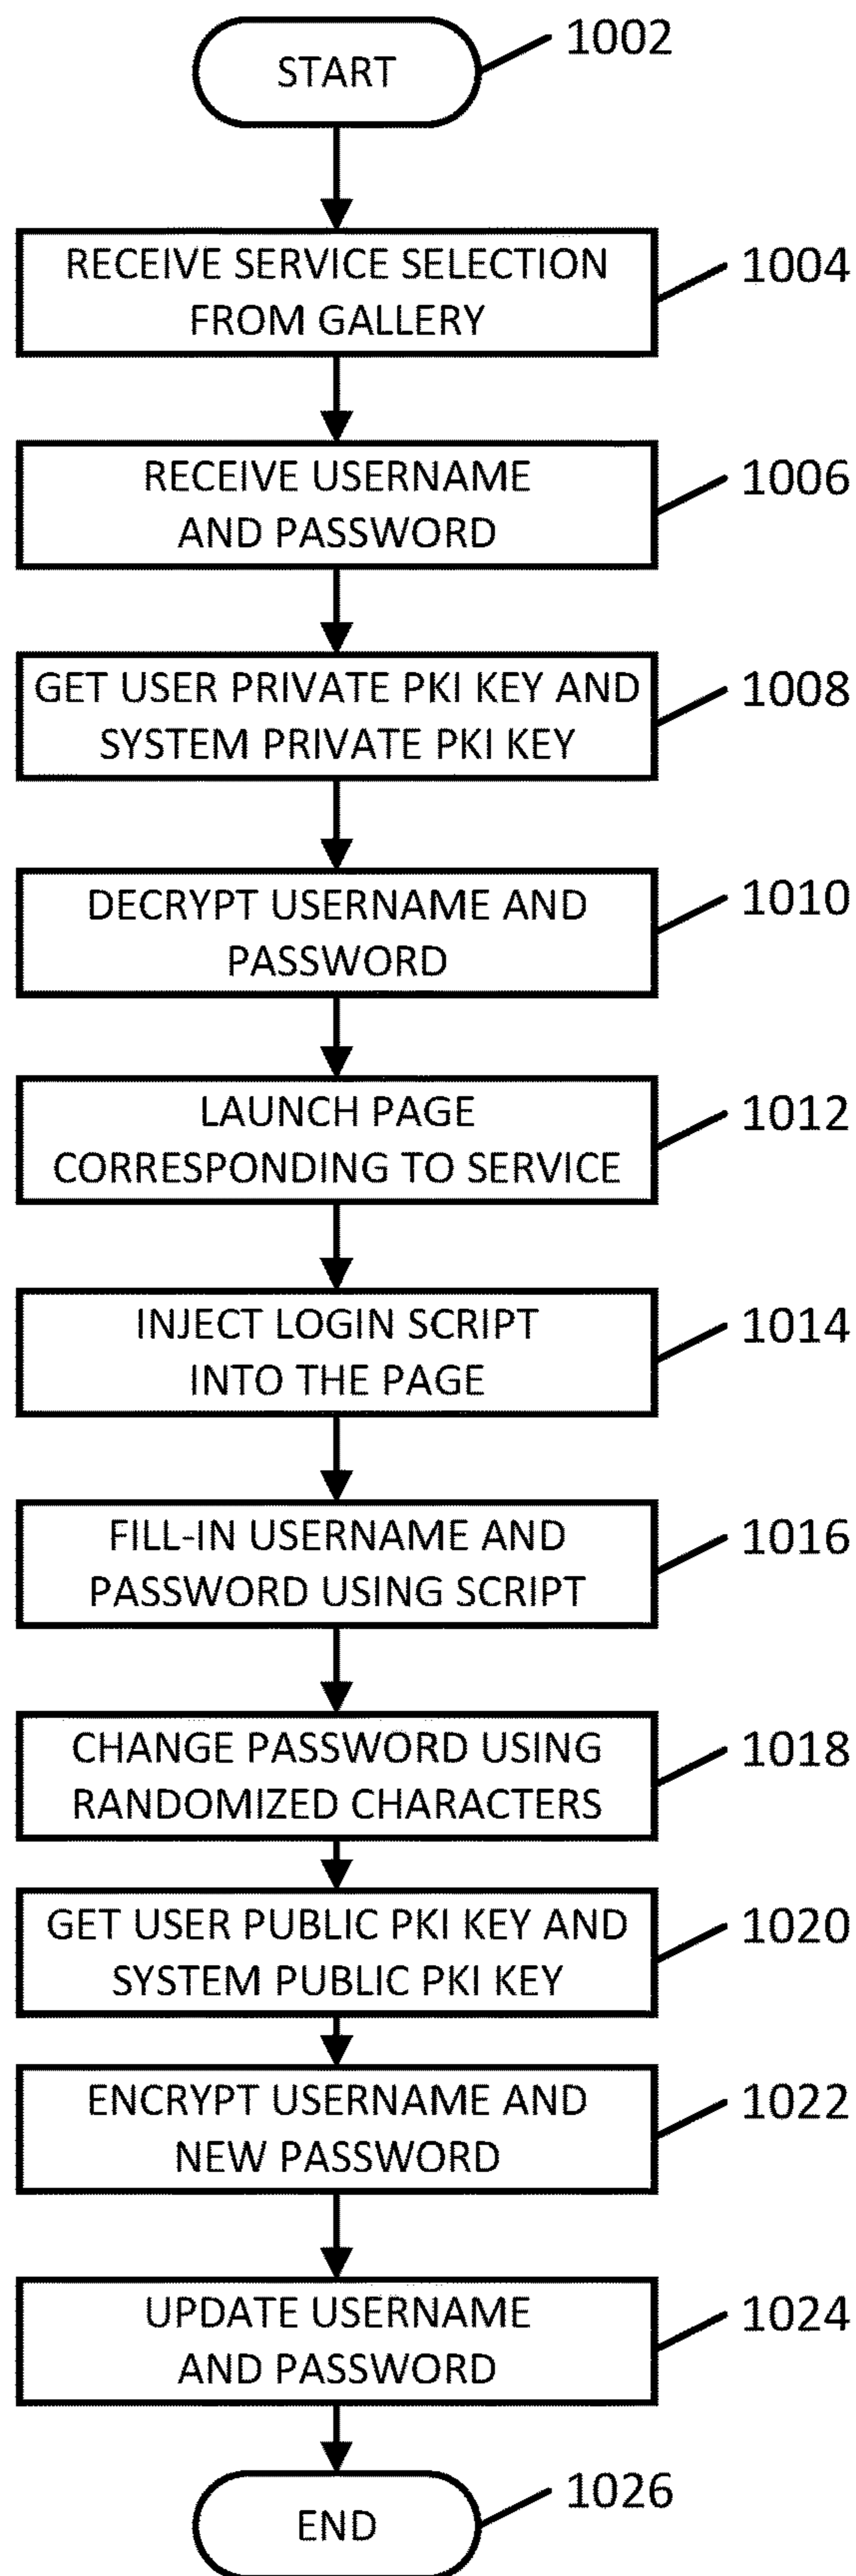 START
1002
RECEIVE SERVICE SELECTION
FROM GALLERY
1004
RECEIVE USERNAME
AND PASSWORD
1006
GET USER PRIVATE PKI KEY AND
SYSTEM PRIVATE PKI KEY
1008
DECRYPT USERNAME AND
PASSWORD
1010
LAUNCH PAGE
CORRESPONDING TO SERVICE
1012
INJECT LOGIN SCRIPT
INTO THE PAGE
1014
FILL-IN USERNAME AND
PASSWORD USING SCRIPT
1016
CHANGE PASSWORD USING
RANDOMIZED CHARACTERS
1018
GET USER PUBLIC PKI KEY AND
SYSTEM PUBLIC PKI KEY
1020
ENCRYPT USERNAME AND
NEW PASSWORD
1022
UPDATE USERNAME
AND PASSWORD
1024
END
1026